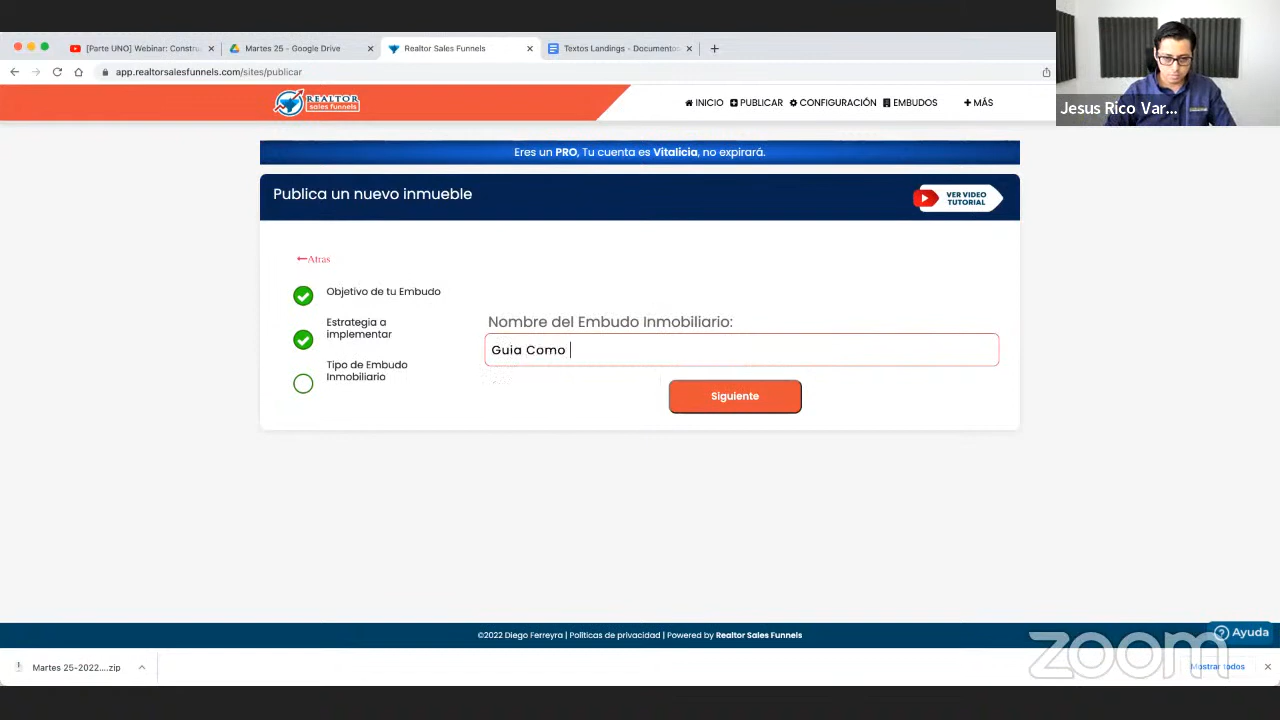 [Parte UNO] Webinar: Constru
Martes 25 - Google Drive
Realtor Sales Funnels
Textos Landings - Documento
app.realtorsalesfunnels.com/sites/publicar
REALTOR
sales funnels
INICIO
PUBLICAR
CONFIGURACIÓN
EMBUDOS
MÁS
Jesus Rico Var...
Eres un PRO, Tu cuenta es Vitalicia, no expirará.
Publica un nuevo inmueble
VER VIDEO
TUTORIAL
Atras
Objetivo de tu Embudo
Estrategia a
implementar
Tipo de Embudo
Inmobiliario
Nombre del Embudo Inmobiliario:
Guia Como
Siguiente
©2022 Diego Ferreyra | Políticas de privacidad | Powered by Realtor Sales Funnels
Ayuda
Martes 25-2022....zip
Mostrar todos
zoom